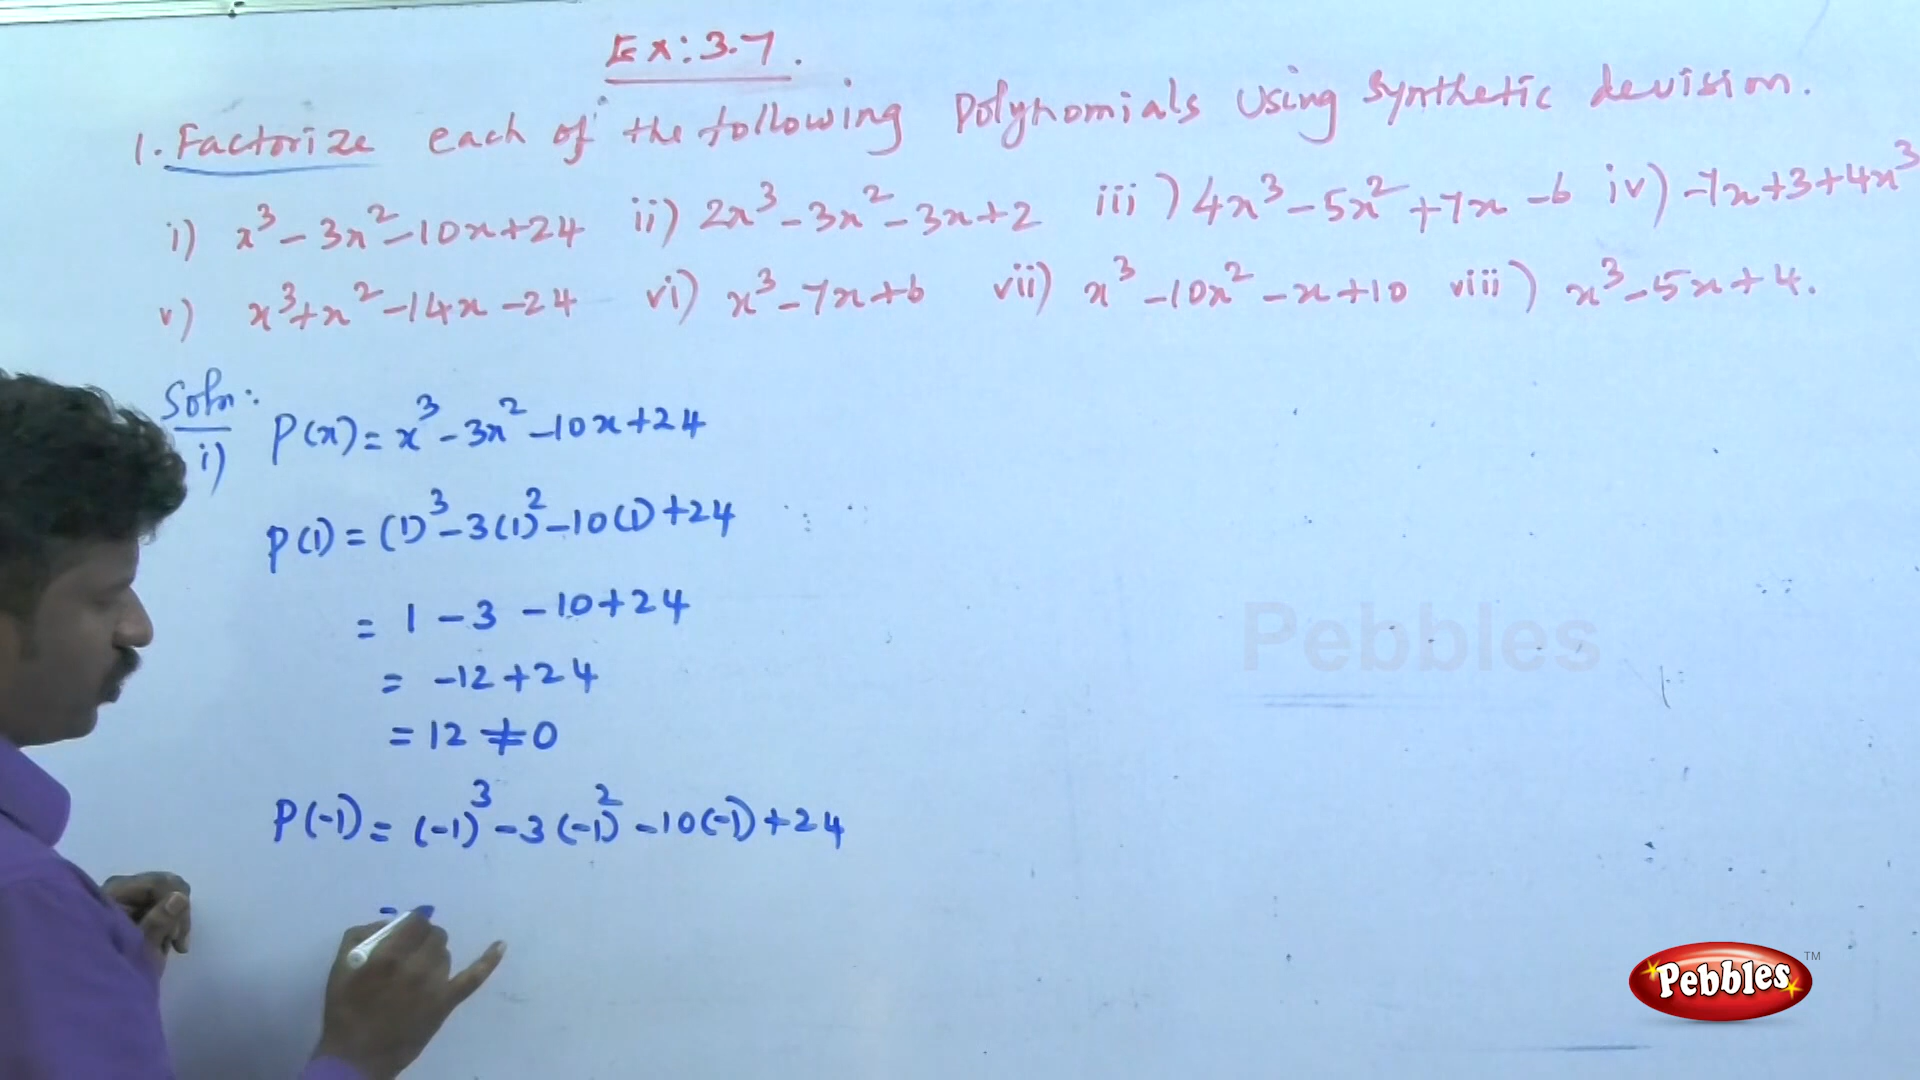 Ex: 3.7.
1. Factorize each of the following Polynomials Using Synthetic devision.
i) x³-3x²-10x+24 ii) 2x³-3x²-3x+2 iii) 4x³-5x²+7x-6 iv) -7x+3+4x³
v) x³+x²-14x-24 vi) x³-7x+6 vii) x³-10x²-x+10 viii) x³-5x+4.
Soln:
i) P(x)= x³-3x²-10x+24
P(1)= (1)³-3(1)²-10(1)+24
= 1-3-10+24
= -12+24
= 12≠0
P(-1)= (-1)³-3(-1)²-10(-1)+24
=
Pebbles
Pebbles TM